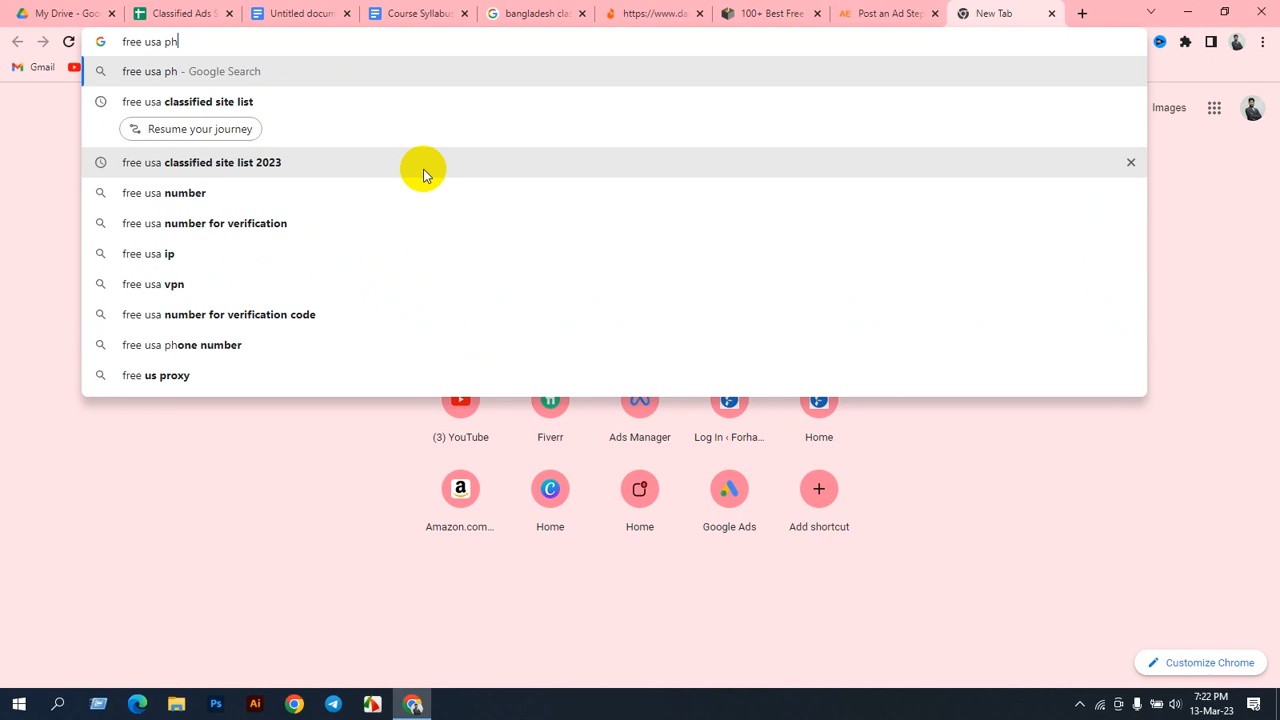 My Drive - Goo
Classified Ads S
Untitled docum
Course Syllabus
bangladesh clas
https://www.da
100+ Best Free
Post an Ad Step
New Tab
free usa ph
Gmail
free usa ph - Google Search
free usa classified site list
Resume your journey
Images
free usa classified site list 2023
free usa number
free usa number for verification
free usa ip
free usa vpn
free usa number for verification code
free usa phone number
free us proxy
(3) YouTube
Fiverr
Ads Manager
Log In ‹ Forha...
Home
Amazon.com...
Home
Home
Google Ads
Add shortcut
Customize Chrome
7:22 PM
13-Mar-23